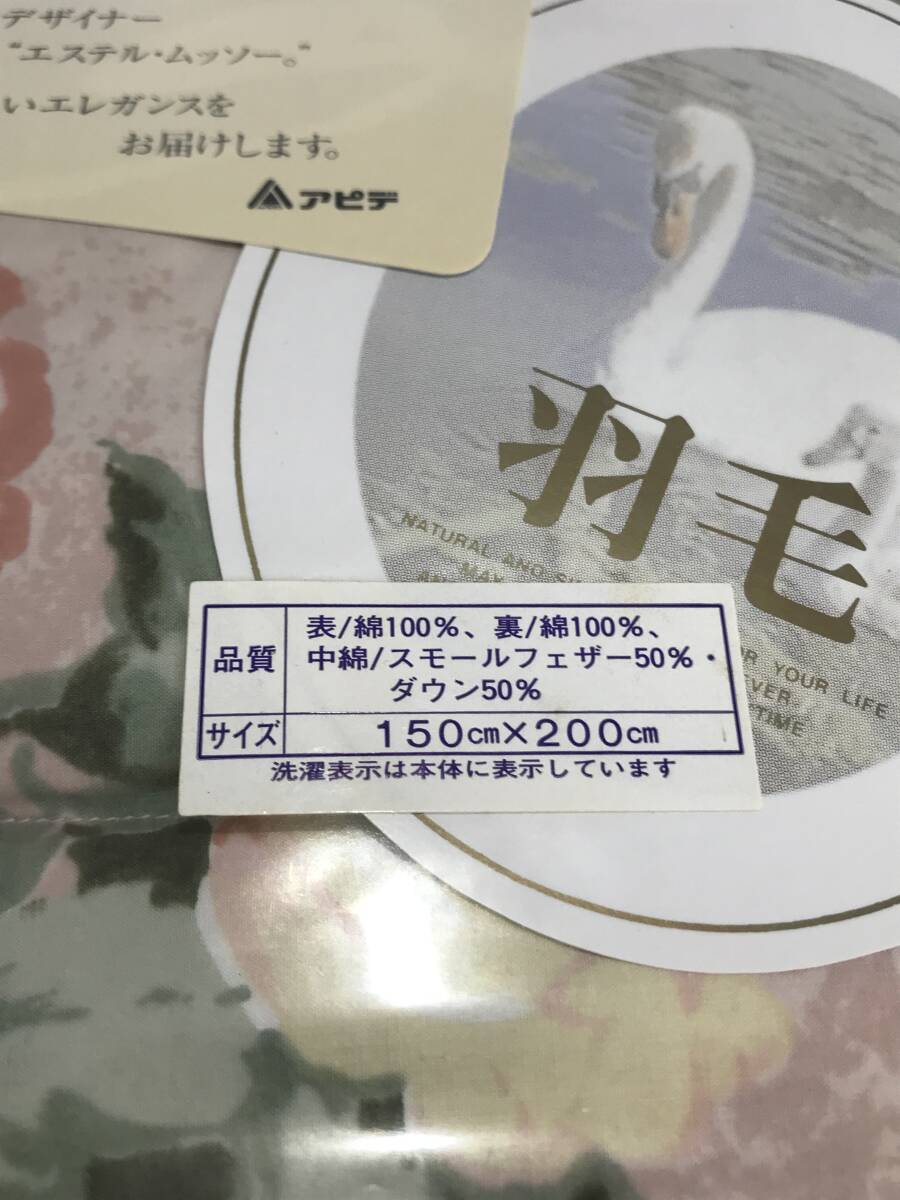 デザイナー
“エステル・ムッソー。“
いエレガンスを
お届けします。
アピデ
羽毛
NATURAL AND
MAY
YOUR LIFE
品質
表/綿100%、裏/綿100%、
中綿/スモールフェザー50%・
ダウン50%
サイズ 150cm×200cm
洗濯表示は本体に表示しています